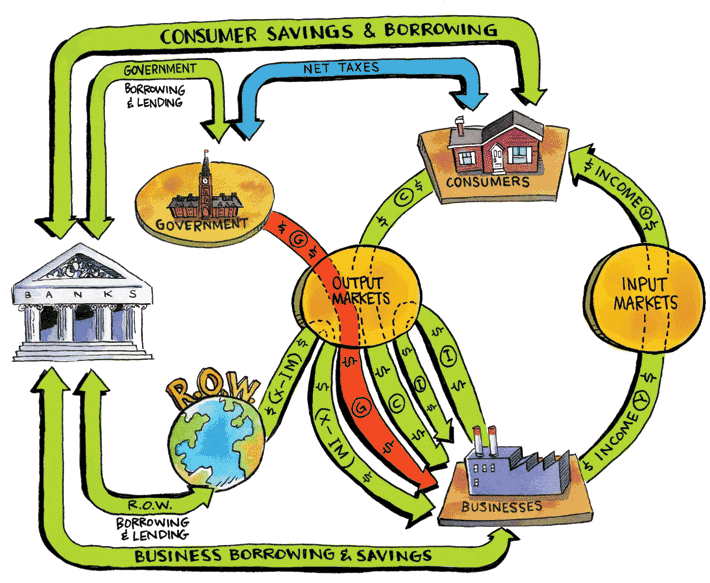 CONSUMER SAVINGS & BORROWING
GOVERNMENT
BORROWING
& LENDING
NET TAXES
CONSUMERS
GOVERNMENT
$ C $
$ INCOME Y $
$ G $
BANKS
OUTPUT
MARKETS
INPUT
MARKETS
R.O.W.
$ (X-IM) $
$ (X-IM) $
$ G $
$ C $
$ I $
$ I $
$ INCOME Y $
BUSINESSES
R.O.W.
BORROWING
& LENDING
BUSINESS BORROWING & SAVINGS